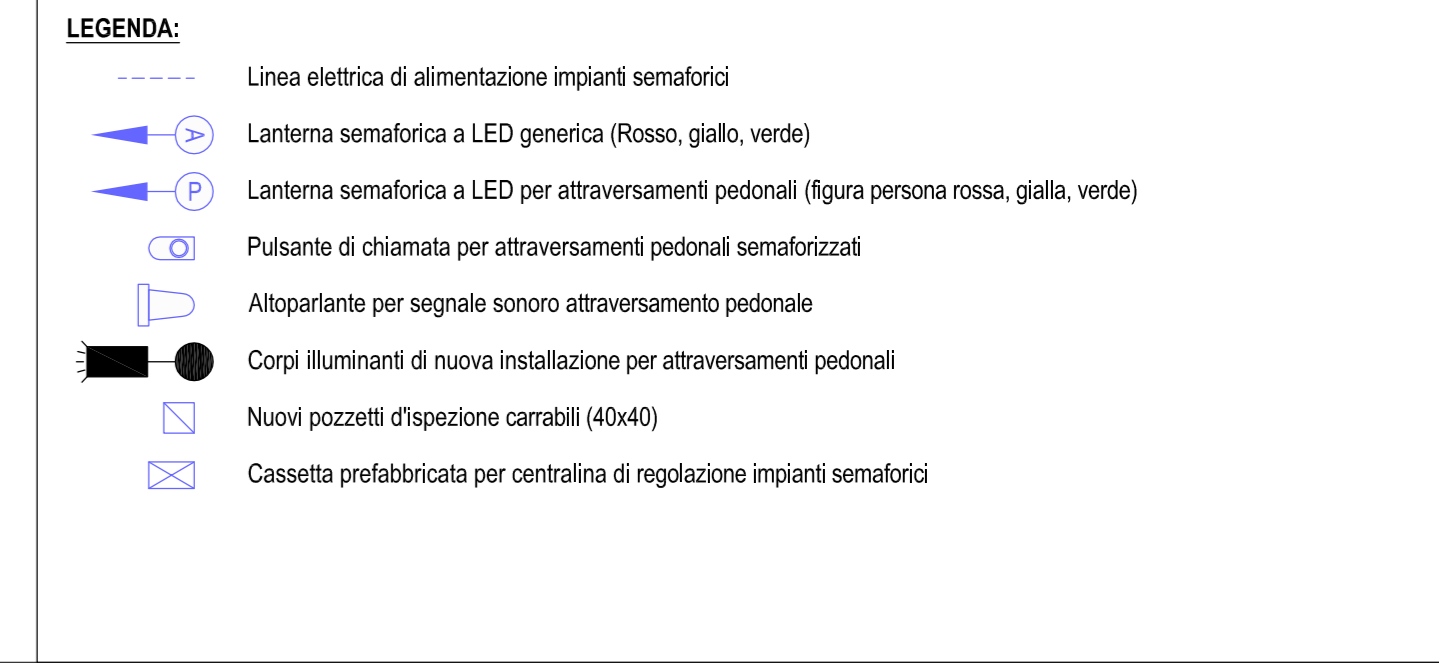 LEGENDA:
Linea elettrica di alimentazione impianti semaforici
A Lanterna semaforica a LED generica (Rosso, giallo, verde)
P Lanterna semaforica a LED per attraversamenti pedonali (figura persona rossa, gialla, verde)
Pulsante di chiamata per attraversamenti pedonali semaforizzati
Altoparlante per segnale sonoro attraversamento pedonale
Corpi illuminanti di nuova installazione per attraversamenti pedonali
Nuovi pozzetti d'ispezione carrabili (40x40)
Cassetta prefabbricata per centralina di regolazione impianti semaforici